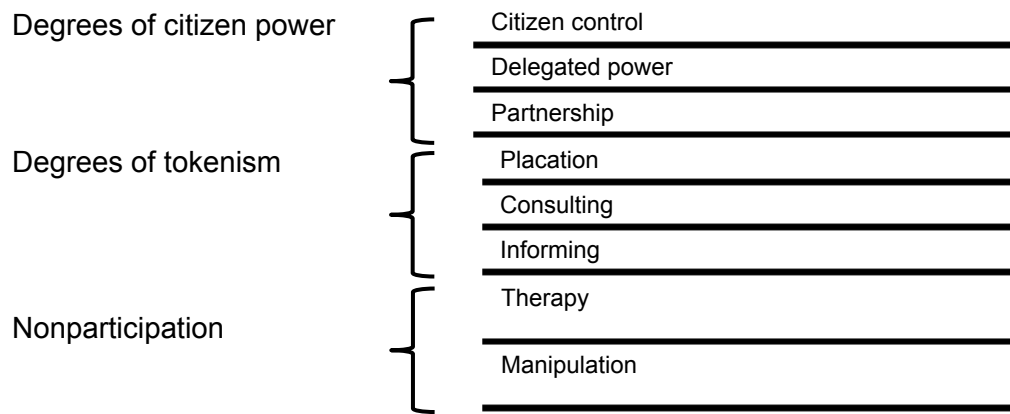 Degrees of citizen power
Citizen control
Delegated power
Partnership
Degrees of tokenism
Placation
Consulting
Informing
Nonparticipation
Therapy
Manipulation